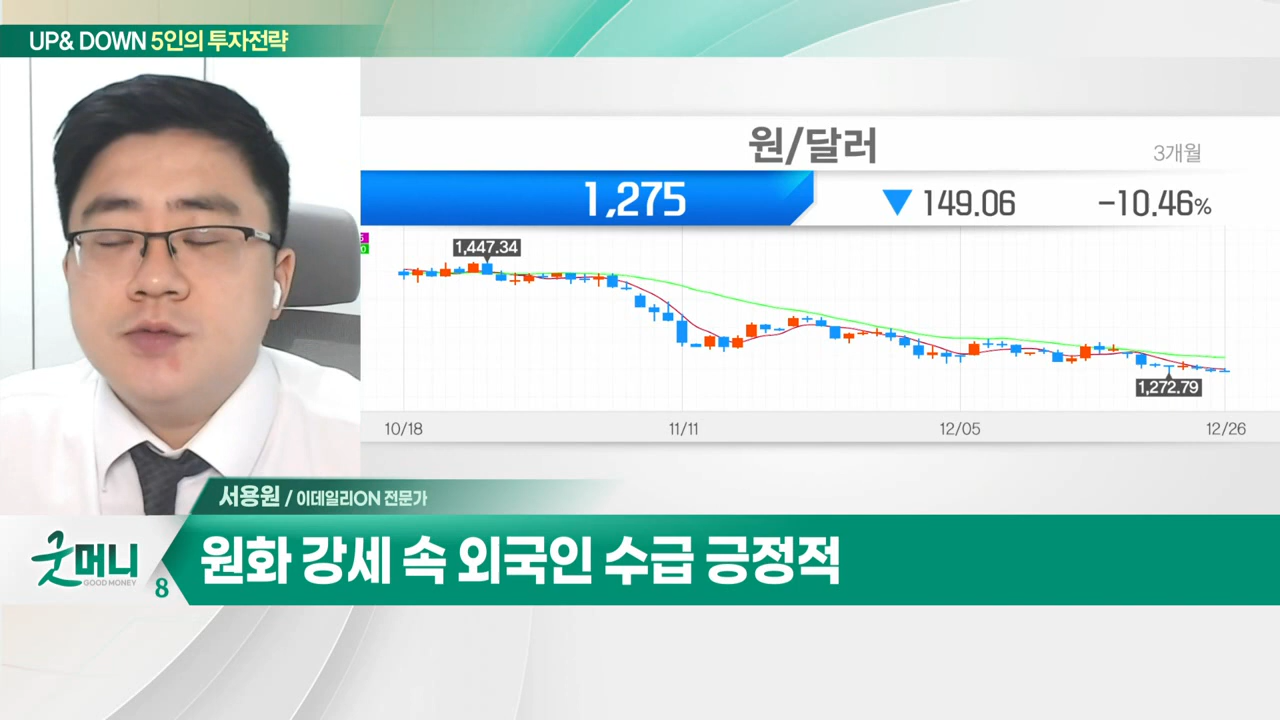 UP& DOWN 5인의 투자전략
원/달러
3개월
1,275 ▼ 149.06 -10.46%
1,447.34
1,272.79
10/18 11/11 12/05 12/26
서용원 / 이데일리ON 전문가
굿머니
GOOD MONEY
8
원화 강세 속 외국인 수급 긍정적